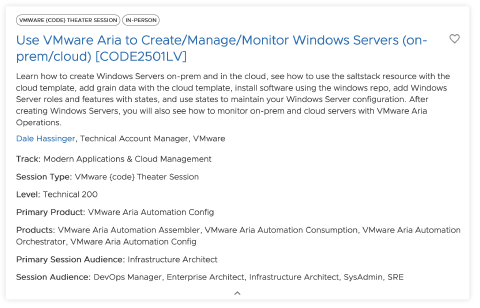 VMWARE {CODE} THEATER SESSION IN-PERSON
Use VMware Aria to Create/Manage/Monitor Windows Servers (on-
prem/cloud) [CODE2501LV]
Learn how to create Windows Servers on-prem and in the cloud, see how to use the saltstack resource with the
cloud template, add grain data with the cloud template, install software using the windows repo, add Windows
Server roles and features with states, and use states to maintain your Windows Server configuration. After
creating Windows Servers, you will also see how to monitor on-prem and cloud servers with VMware Aria
Operations.
Dale Hassinger, Technical Account Manager, VMware
Track: Modern Applications & Cloud Management
Session Type: VMware {code} Theater Session
Level: Technical 200
Primary Product: VMware Aria Automation Config
Products: VMware Aria Automation Assembler, VMware Aria Automation Consumption, VMware Aria Automation
Orchestrator, VMware Aria Automation Config
Primary Session Audience: Infrastructure Architect
Session Audience: DevOps Manager, Enterprise Architect, Infrastructure Architect, SysAdmin, SRE